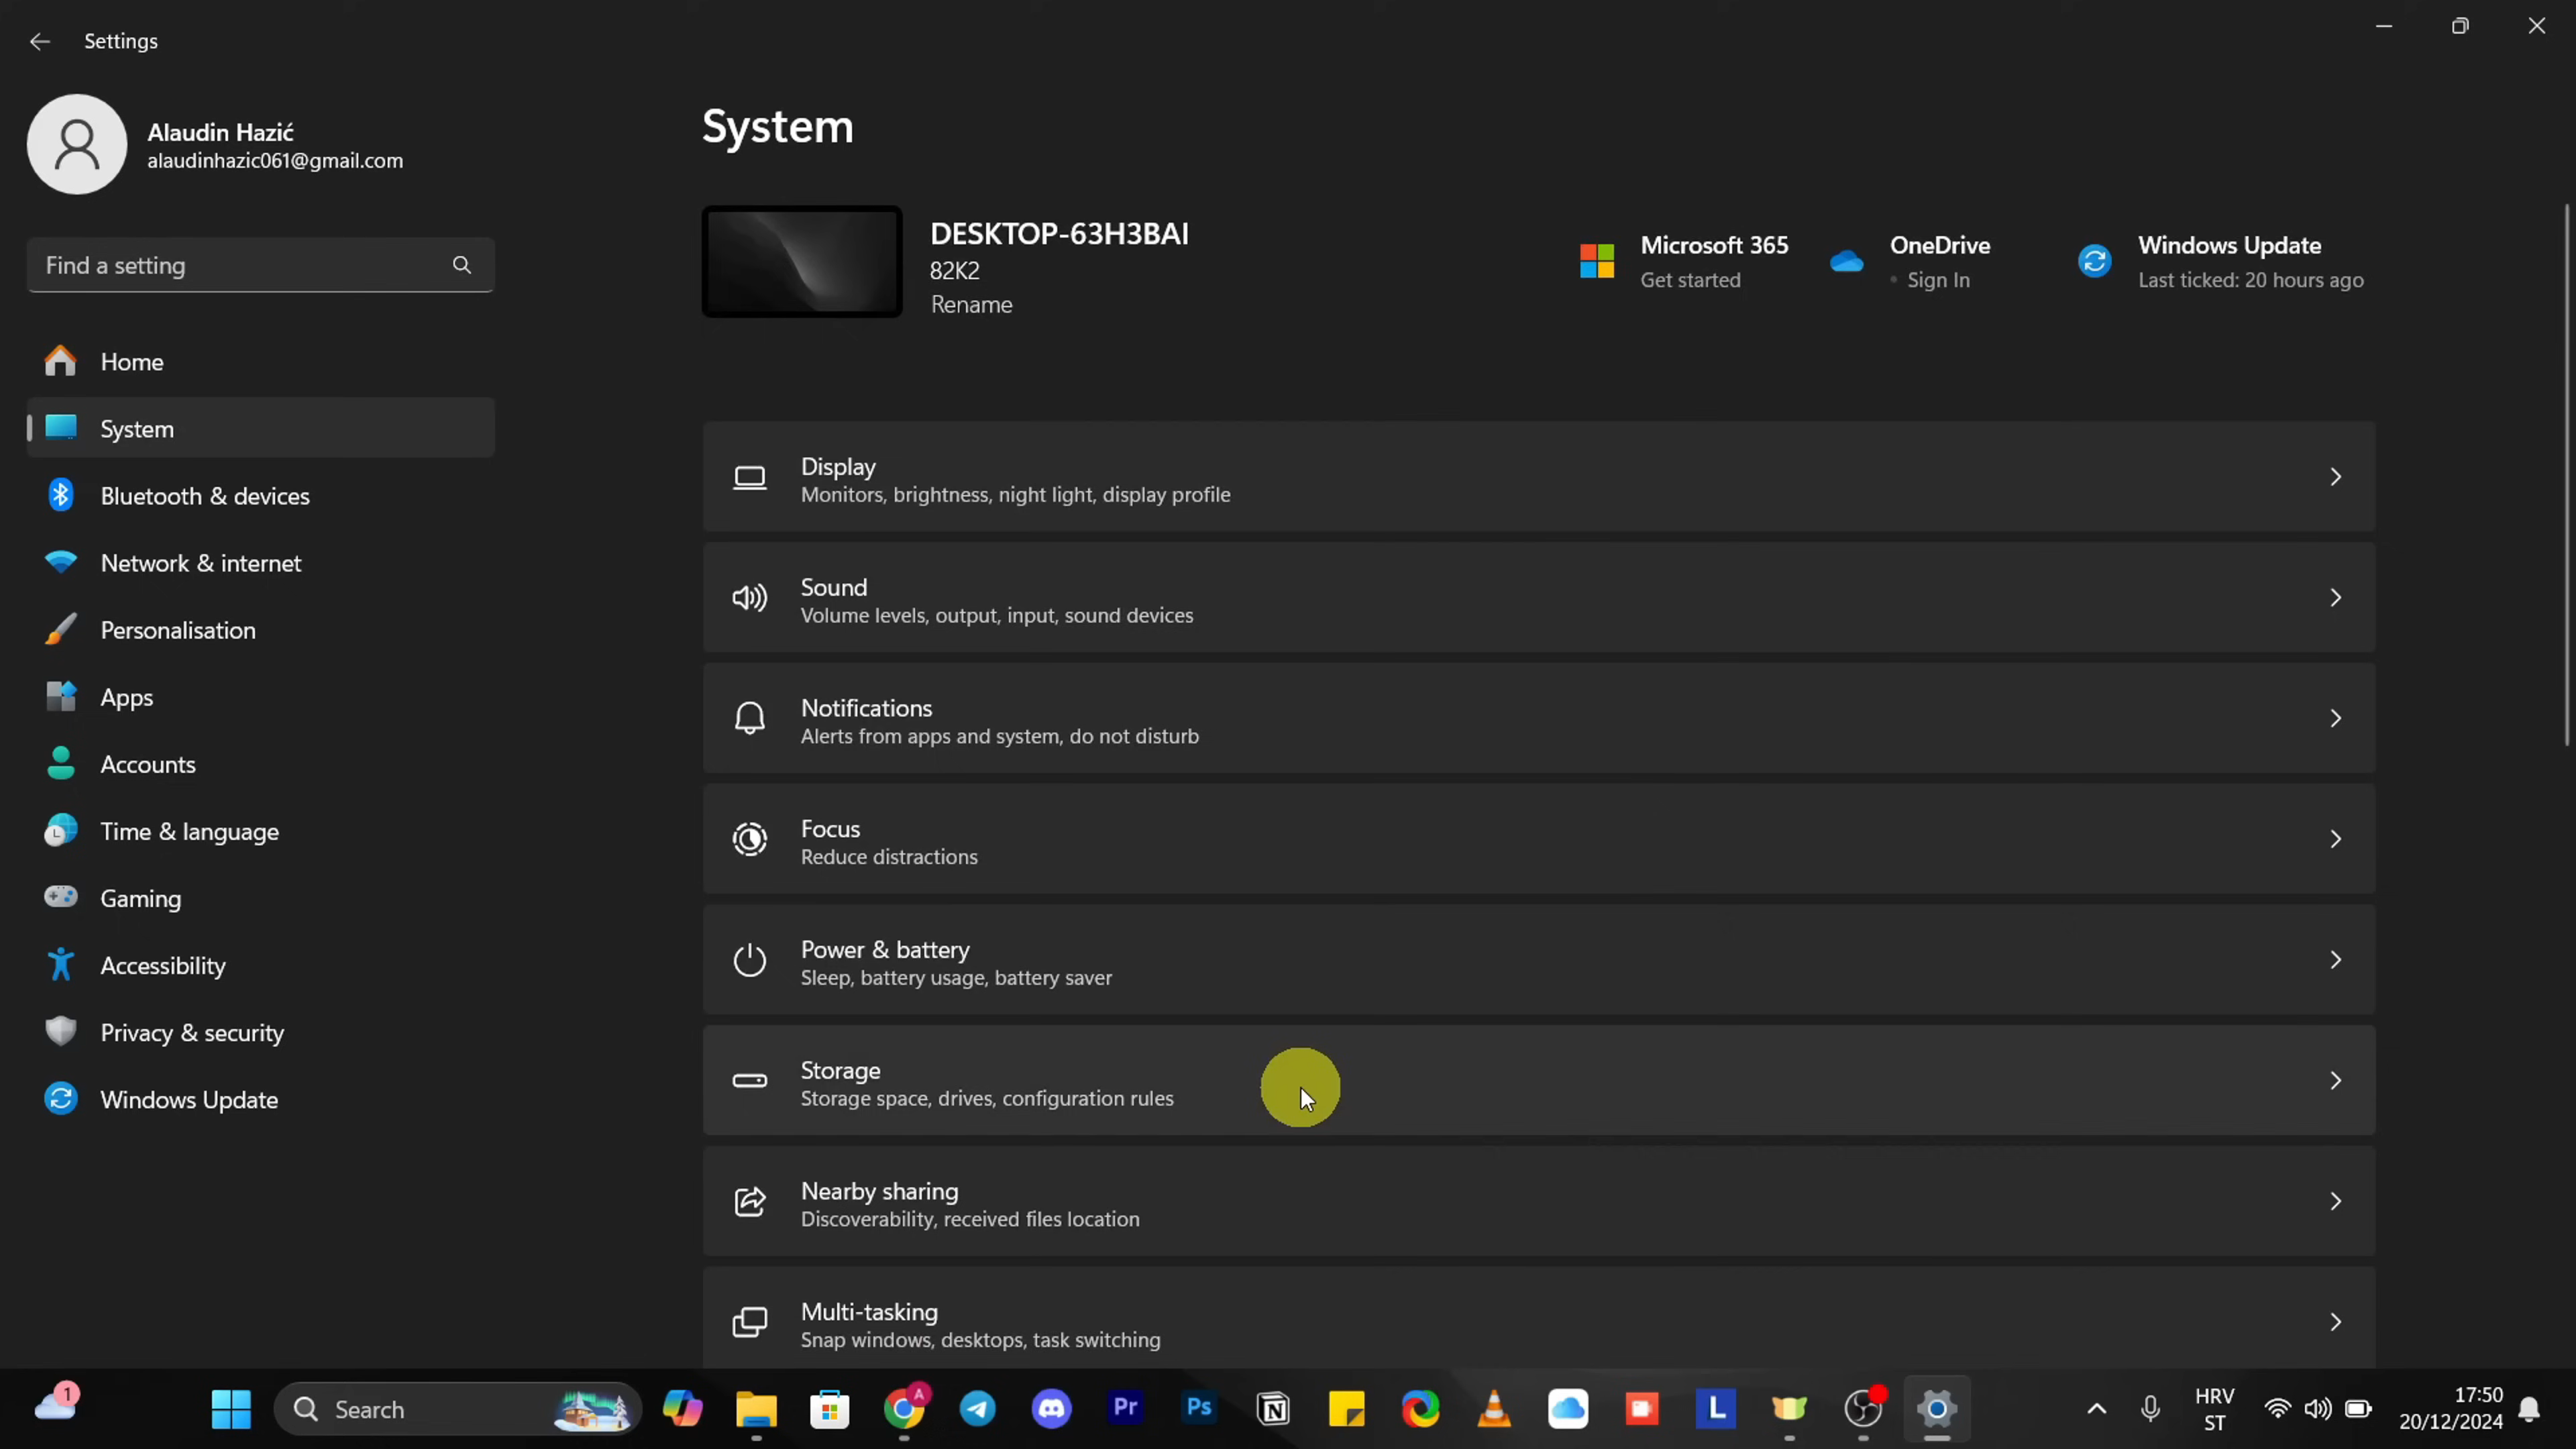 Settings
Alaudin Hazić
alaudinhazic061@gmail.com
Find a setting
Home
System
Bluetooth & devices
Network & internet
Personalisation
Apps
Accounts
Time & language
Gaming
Accessibility
Privacy & security
Windows Update
System
DESKTOP-63H3BAI
82K2
Rename
Microsoft 365
Get started
OneDrive
• Sign In
Windows Update
Last ticked: 20 hours ago
Display
Monitors, brightness, night light, display profile
Sound
Volume levels, output, input, sound devices
Notifications
Alerts from apps and system, do not disturb
Focus
Reduce distractions
Power & battery
Sleep, battery usage, battery saver
Storage
Storage space, drives, configuration rules
Nearby sharing
Discoverability, received files location
Multi-tasking
Snap windows, desktops, task switching
1
Search
A
Pr
Ps
N
L
HRV
ST
17:50
20/12/2024